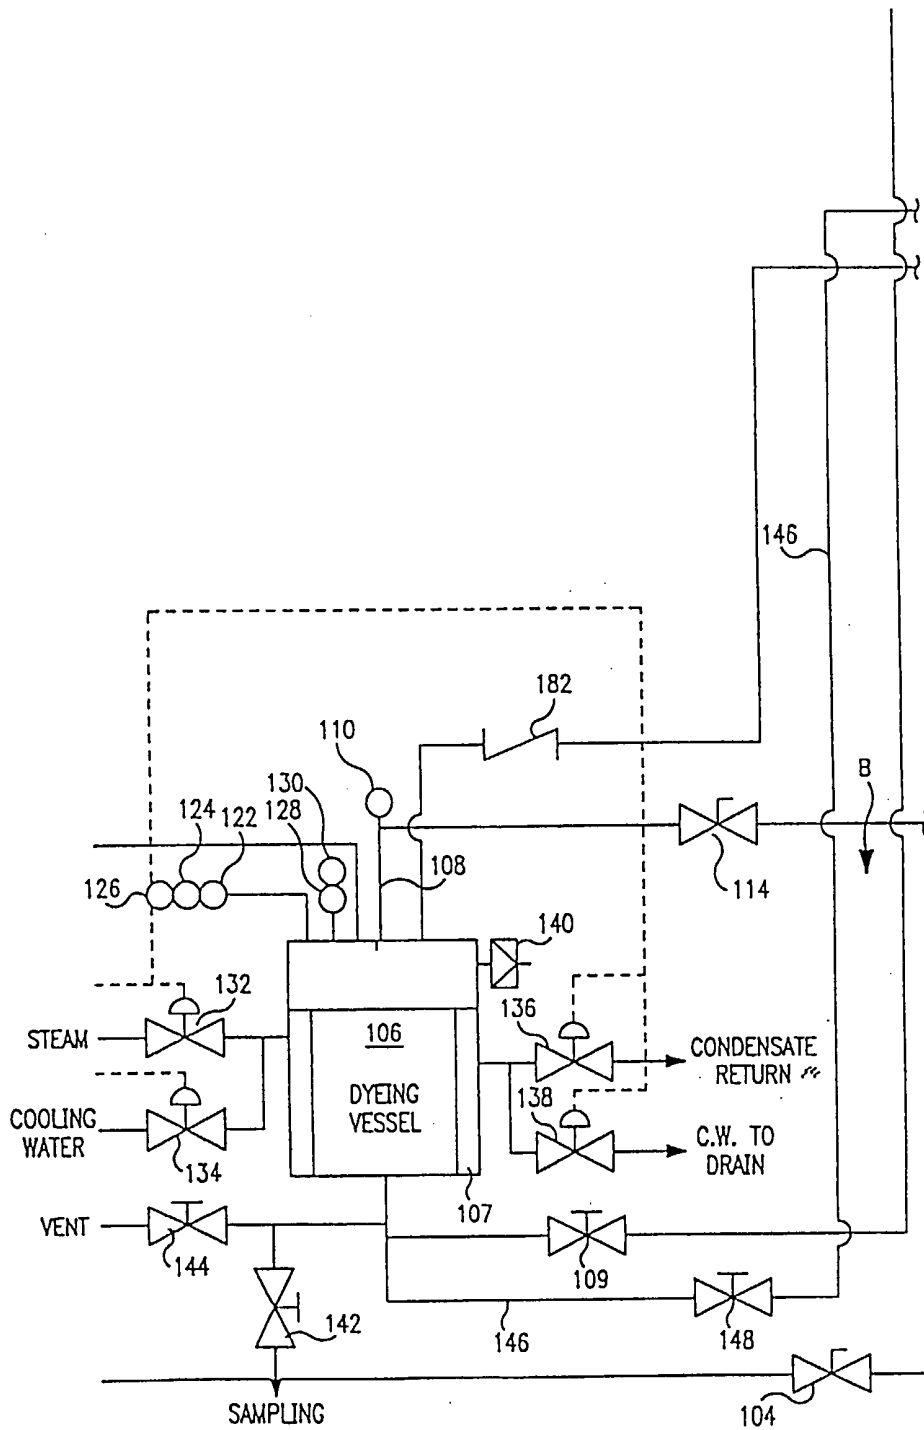 146
182
110
130
128
124
122
126
108
B
114
140
132
STEAM
106
DYEING
VESSEL
136
CONDENSATE
RETURN
COOLING
WATER
134
138
C.W. TO
DRAIN
107
VENT
144
109
142
146
148
SAMPLING
104